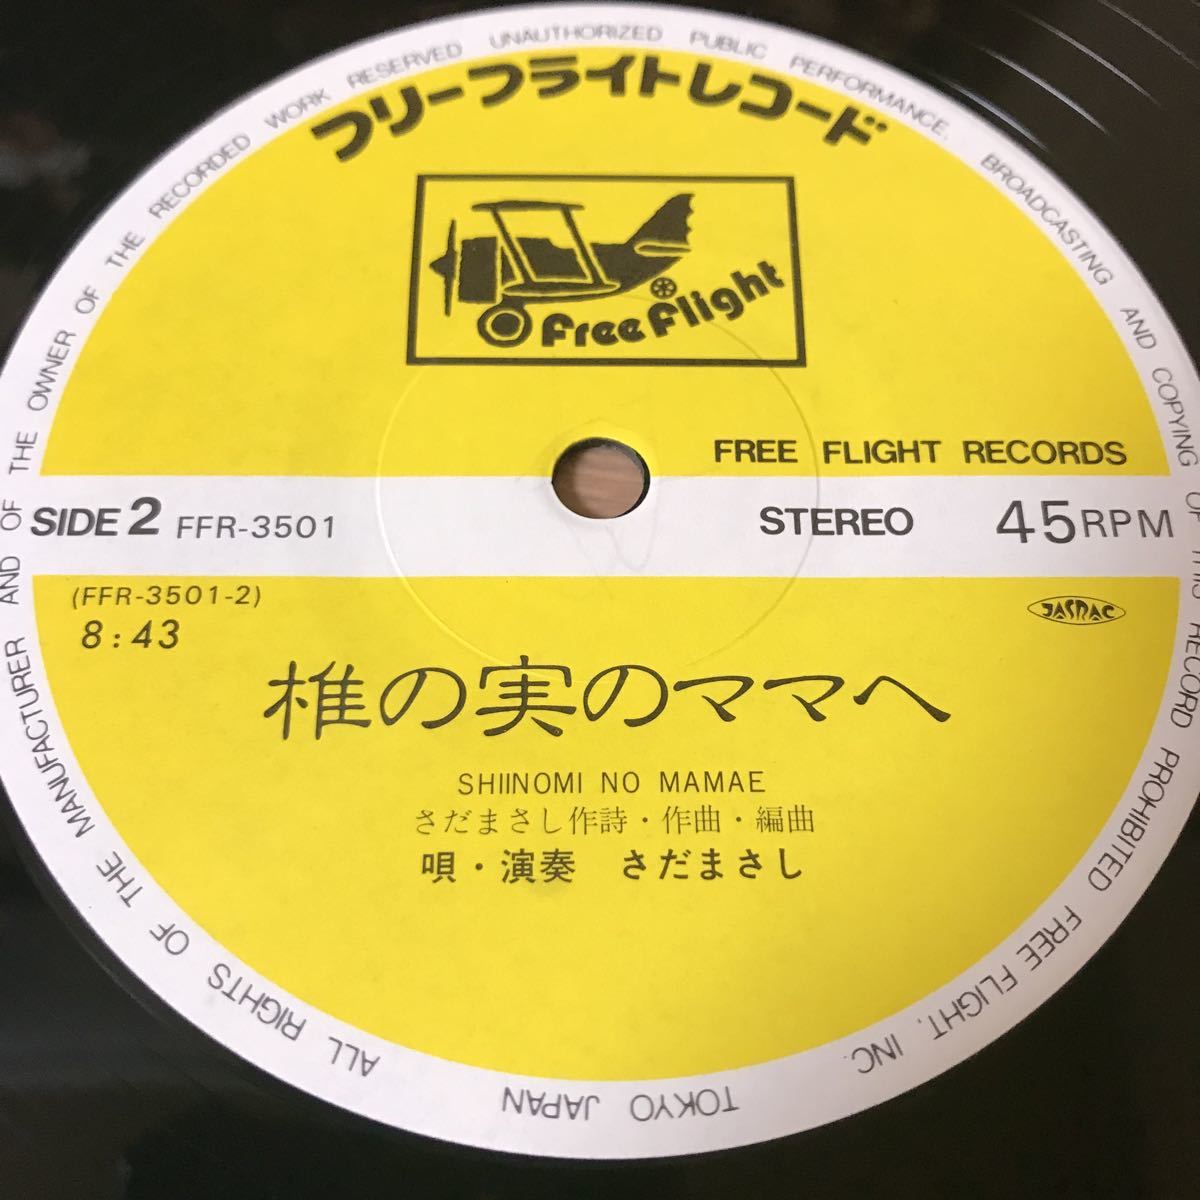 フリーフライトレコード
Free Flight
FREE FLIGHT RECORDS
SIDE 2 FFR-3501
STEREO 45RPM
(FFR-3501-2)
8:43
JASRAC
椎の実のママへ
SHIINOMI NO MAMAE
さだまさし作詩・作曲・編曲
唄・演奏 さだまさし
ALL RIGHTS OF THE MANUFACTURER AND OF THE OWNER OF THE RECORDED WORK RESERVED UNAUTHORIZED PUBLIC PERFORMANCE. BROADCASTING AND COPYING OF THIS RECORD PROHIBITED FREE FLIGHT, INC. TOKYO JAPAN